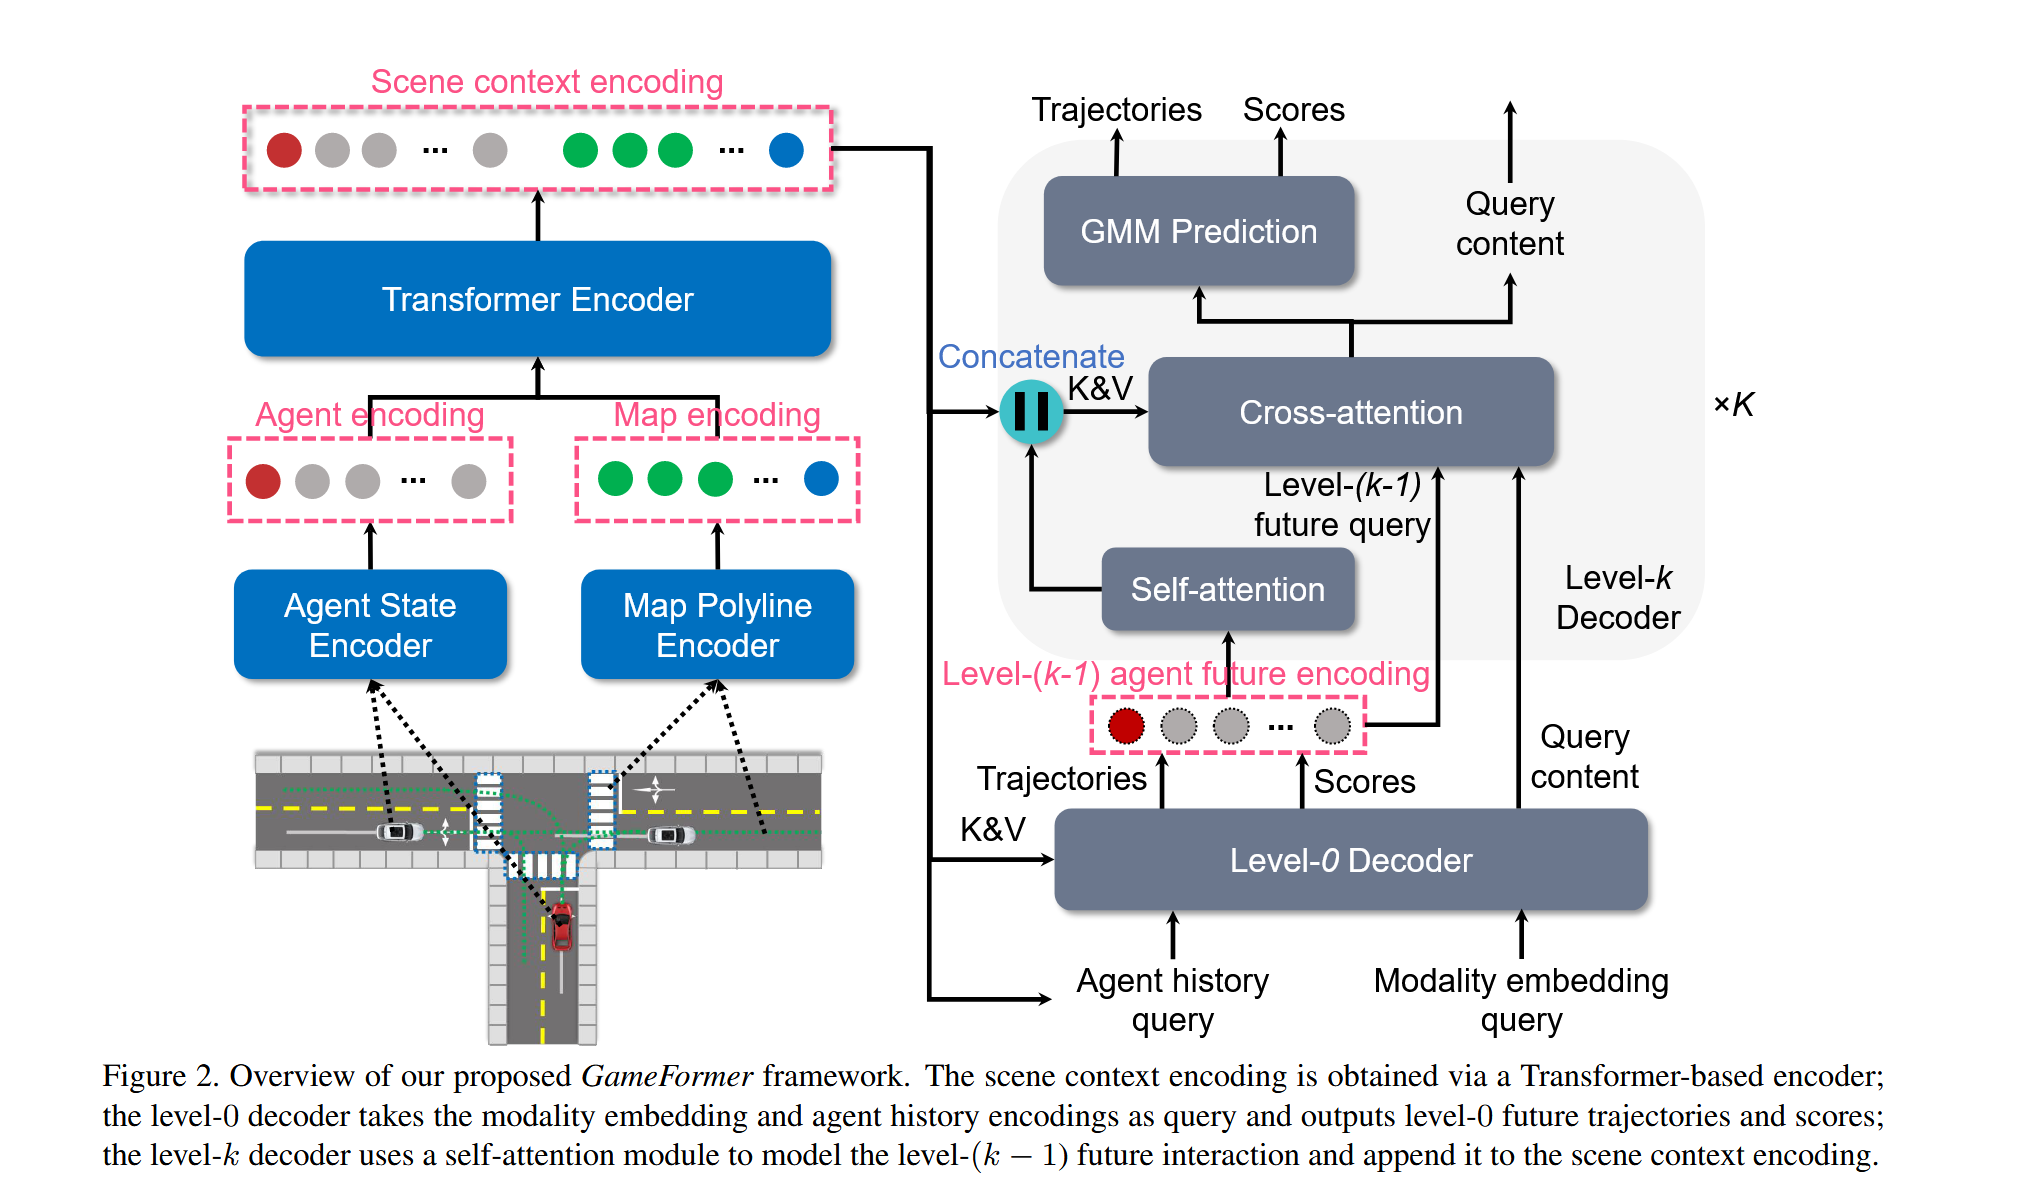 Scene context encoding
Transformer Encoder
Agent encoding
Map encoding
Agent State
Encoder
Map Polyline
Encoder
Trajectories
Scores
GMM Prediction
Query
content
Concatenate
K&V
Cross-attention
×K
Level-(k-1)
future query
Self-attention
Level-k
Decoder
Level-(k-1) agent future encoding
Trajectories
Scores
Query
content
K&V
Level-0 Decoder
Agent history
query
Modality embedding
query
Figure 2. Overview of our proposed GameFormer framework. The scene context encoding is obtained via a Transformer-based encoder;
the level-0 decoder takes the modality embedding and agent history encodings as query and outputs level-0 future trajectories and scores;
the level-k decoder uses a self-attention module to model the level-(k − 1) future interaction and append it to the scene context encoding.